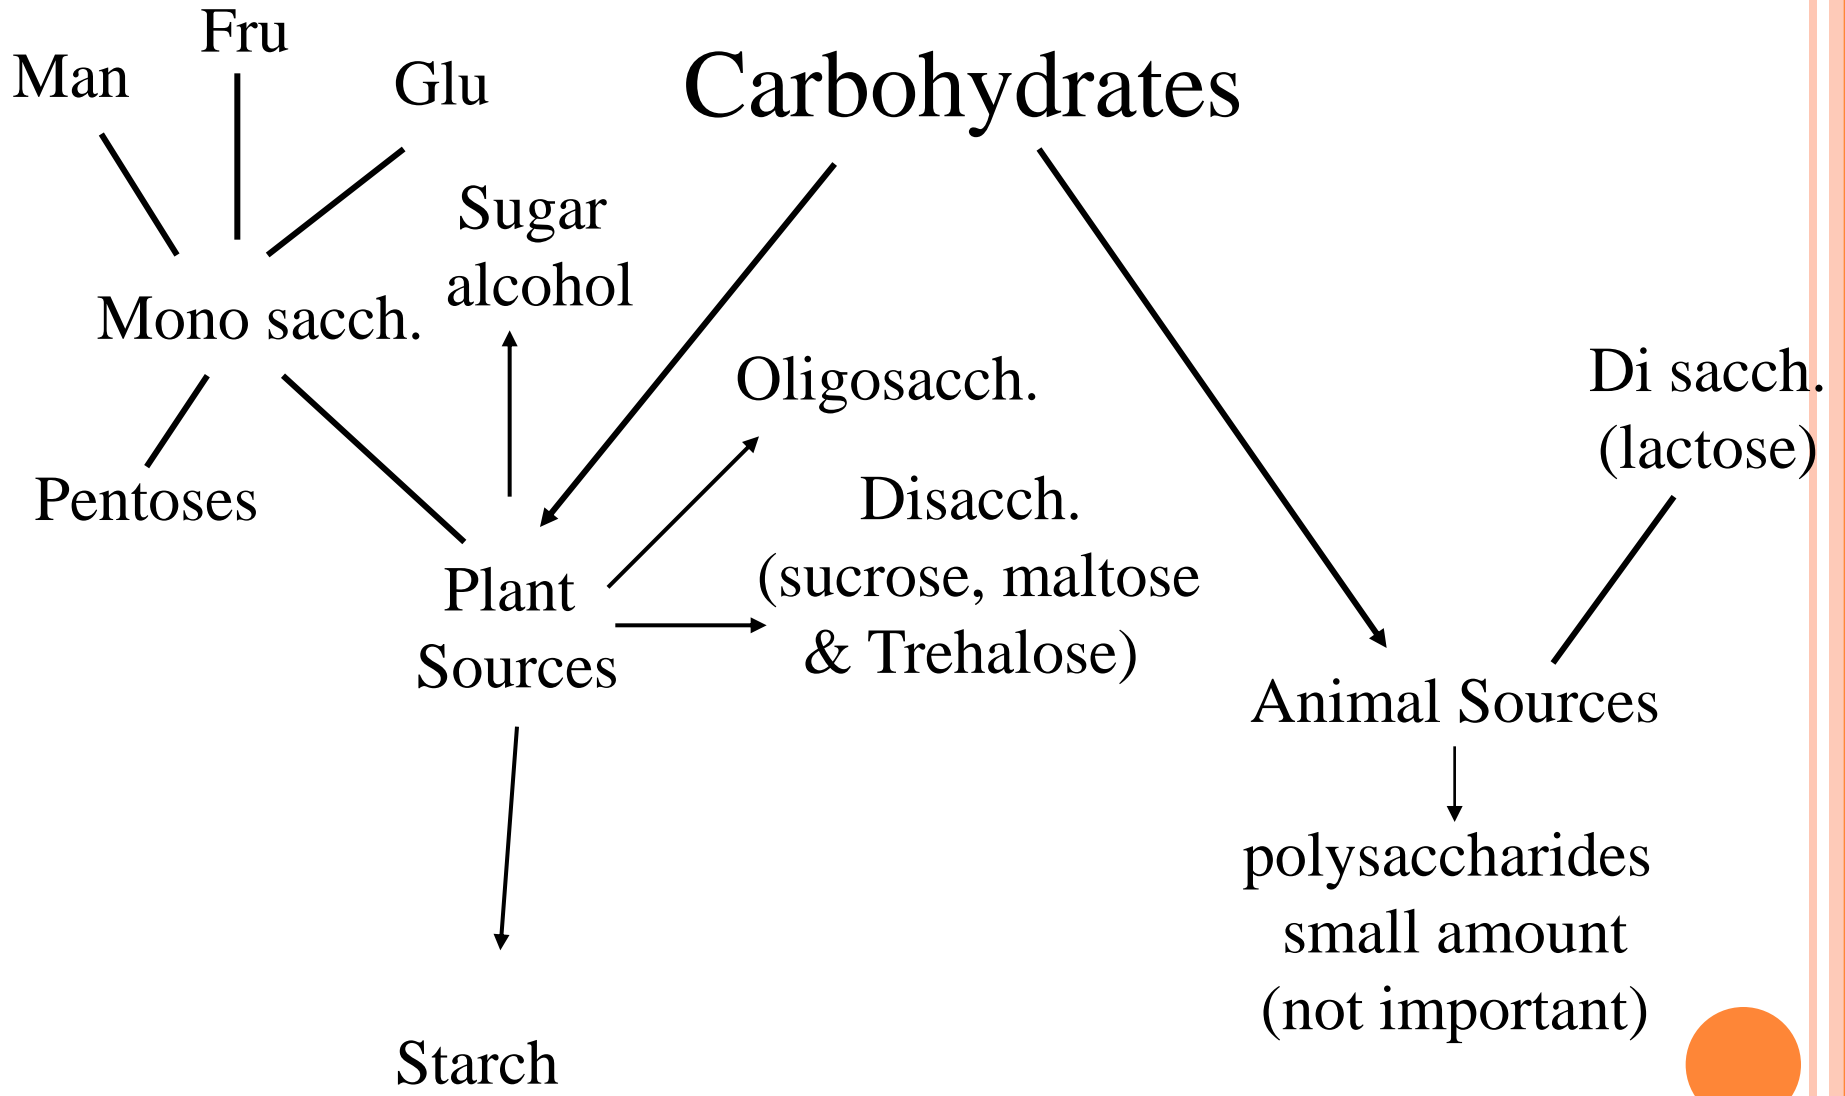 Fru
Man
Glu
Carbohydrates
Sugar
alcohol
Mono sacch.
Oligosacch.
Di sacch.
(lactose)
Pentoses
Disacch.
(sucrose, maltose
& Trehalose)
Plant
Sources
Animal Sources
polysaccharides
small amount
(not important)
Starch